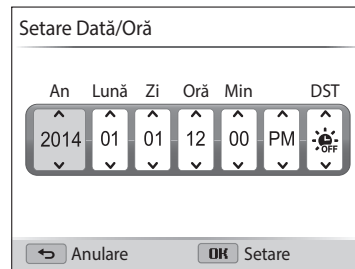 Setare Dată/Oră
An Lună Zi Oră Min DST
2014 01 01 12 00 PM OFF
Anulare OK Setare